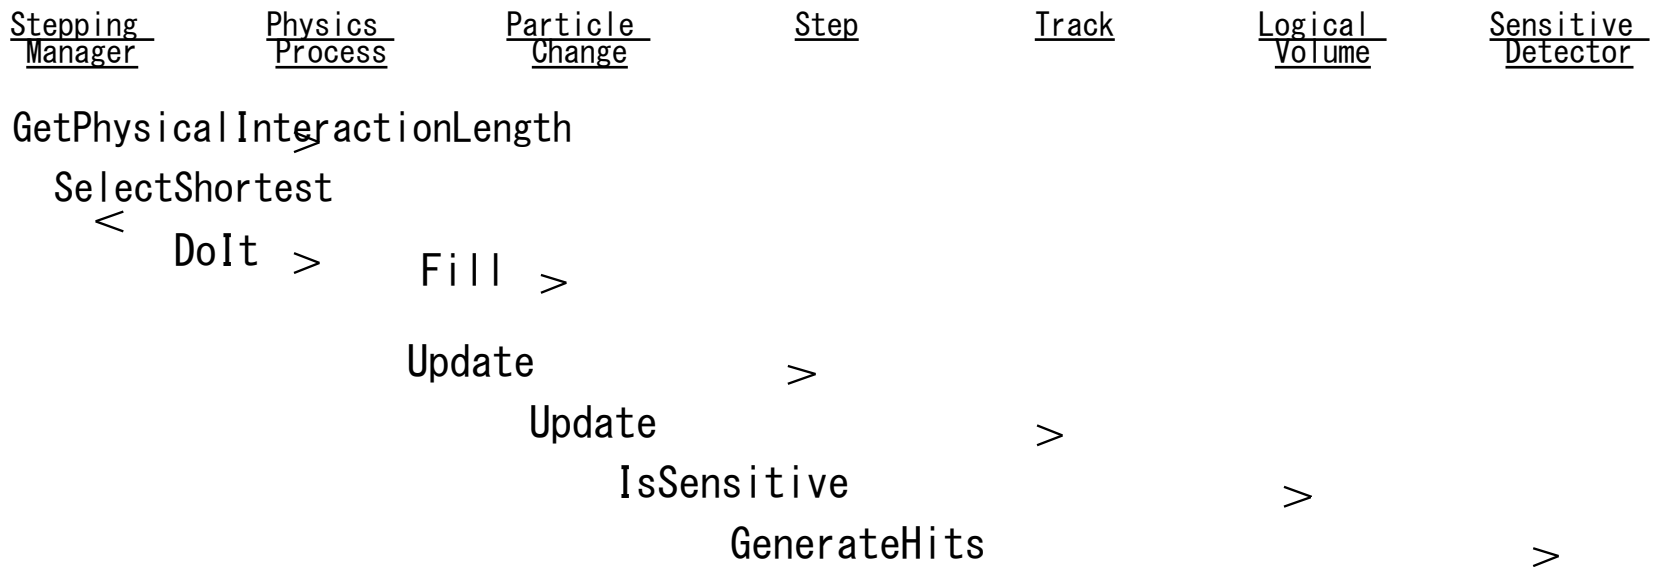 Stepping Physics Particle Step Track Logical Sensitive
Manager Process Change Volume Detector
GetPhysicalInteractionLength
>
SelectShortest
<
DoIt > Fill >
Update >
Update >
IsSensitive >
GenerateHits >